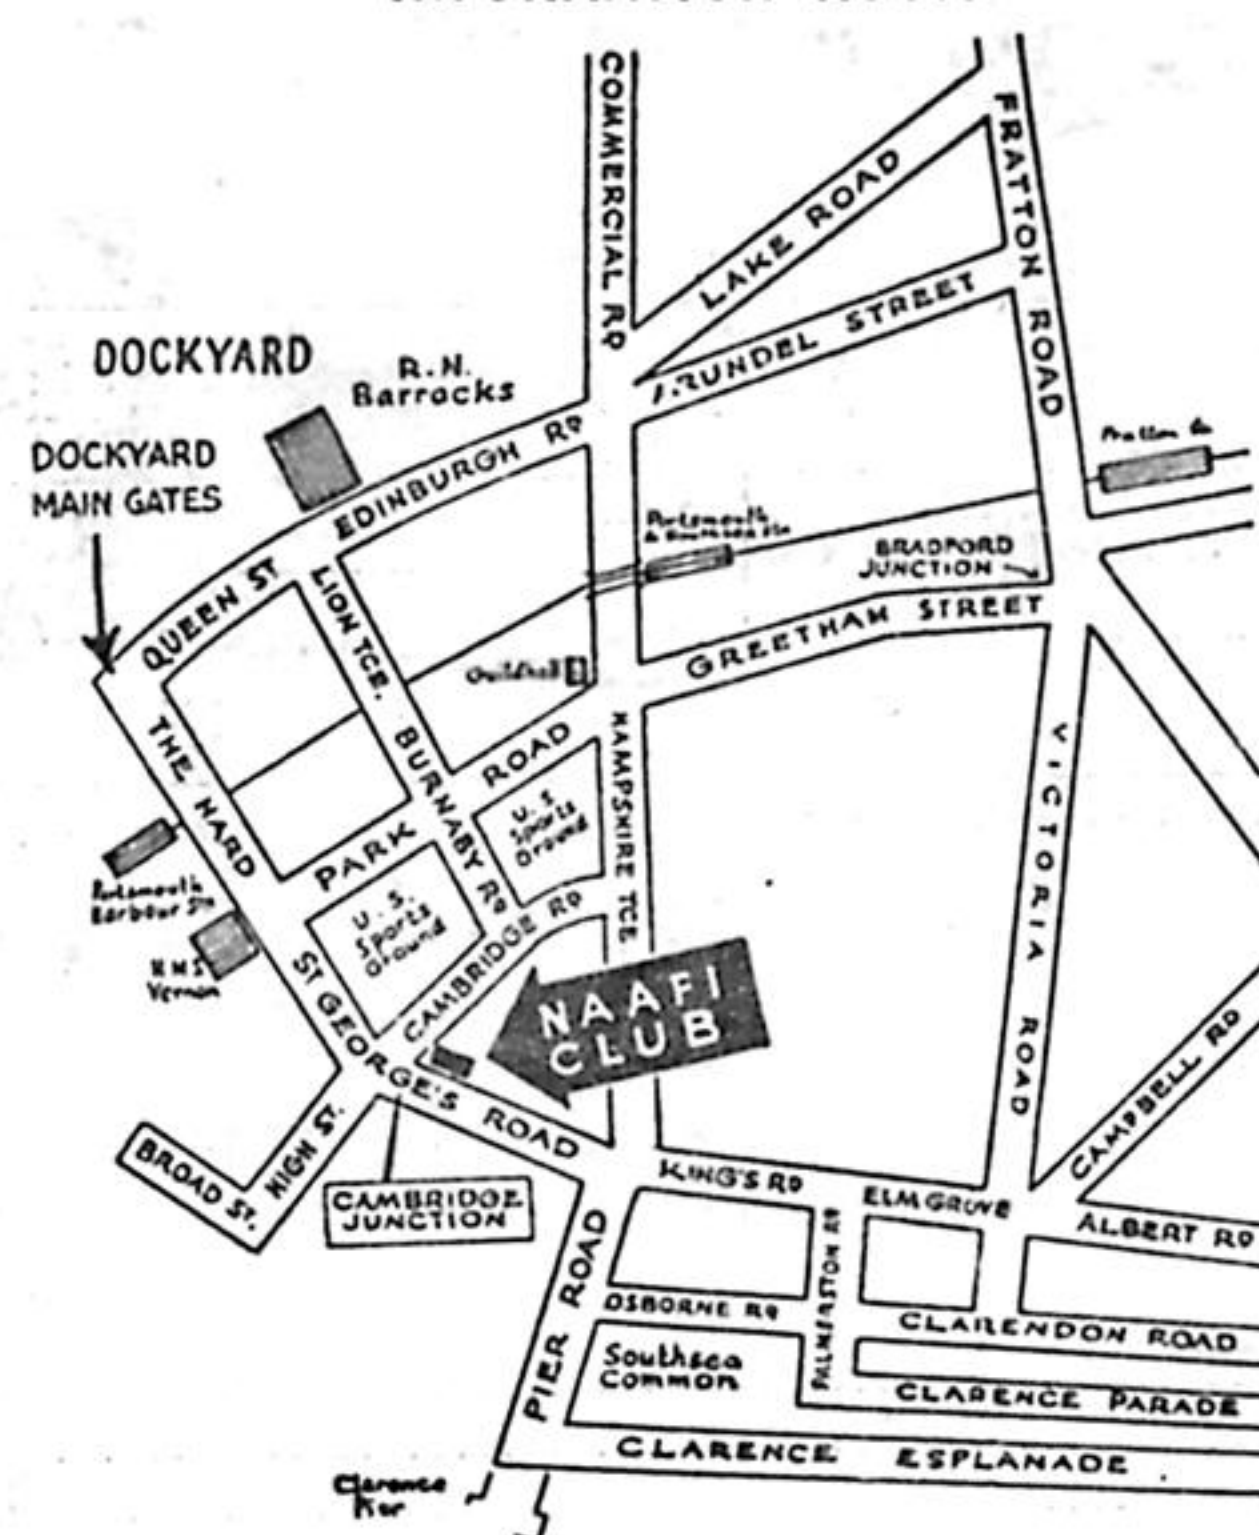 COMMERCIAL RD
FRATTON ROAD
LAKE ROAD
ARUNDEL STREET
DOCKYARD
R.N.
Barracks
DOCKYARD
MAIN GATES
EDINBURGH RD
QUEEN ST
LION TCE.
Portsmouth
BRADFORD
JUNCTION
GREETHAM STREET
Guildhall
THE HARD
BURNABY RD
PARK ROAD
HAMPSHIRE TCE
VICTORIA ROAD
U.S.
Sports
Ground
U.S.
Sports
Ground
Portsmouth
Harbour Stn
H.M.S
Vernon
CAMBRIDGE RD
NAAFI
CLUB
ST GEORGE'S ROAD
CAMPBELL RD
BROAD ST.
HIGH ST.
CAMBRIDGE
JUNCTION
KING'S RD
ELM GROVE
ALBERT RD
PIER ROAD
OSBORNE RD
PALMERSTON RD
CLARENDON ROAD
Southsea
Common
CLARENCE PARADE
CLARENCE ESPLANADE
Clarence
Pier